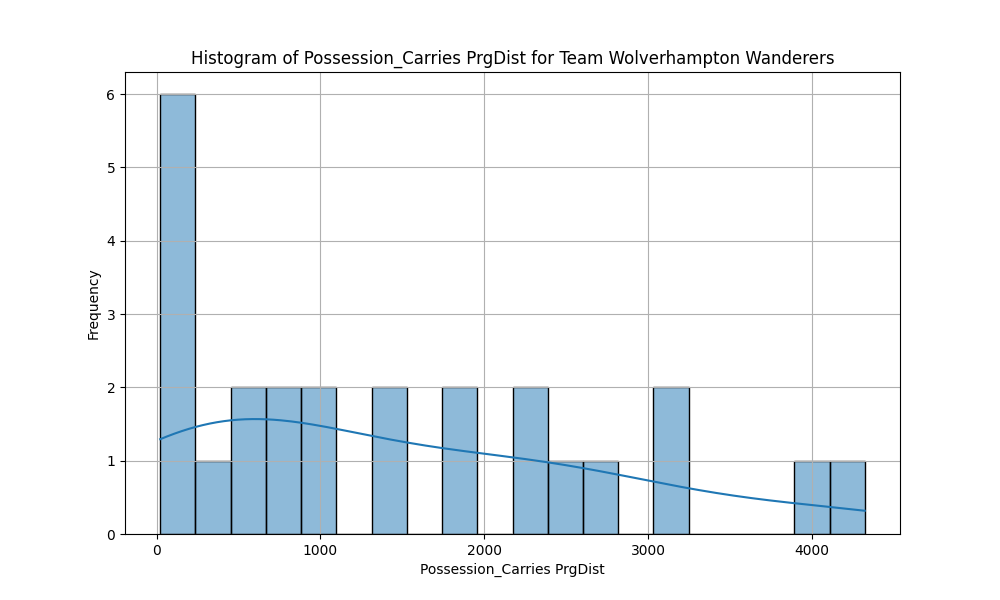 Histogram of Possession_Carries PrgDist for Team Wolverhampton Wanderers
6
5
4
3
2
1
0
Frequency
0 1000 2000 3000 4000
Possession_Carries PrgDist